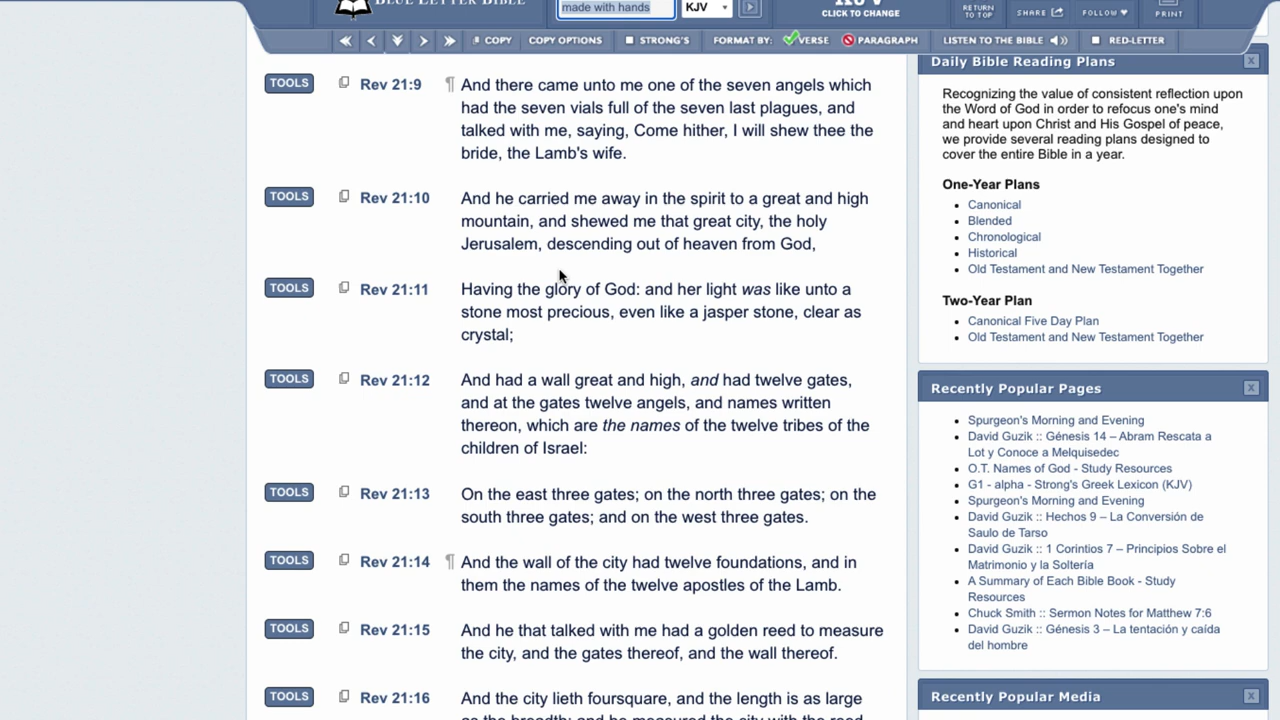 BLUE LETTER BIBLE
made with hands
KJV
CLICK TO CHANGE
RETURN
TO TOP
SHARE
FOLLOW
PRINT
COPY
COPY OPTIONS
STRONG'S
FORMAT BY:
VERSE
PARAGRAPH
LISTEN TO THE BIBLE
RED-LETTER
TOOLS
Rev 21:9
¶ And there came unto me one of the seven angels which
had the seven vials full of the seven last plagues, and
talked with me, saying, Come hither, I will shew thee the
bride, the Lamb's wife.
TOOLS
Rev 21:10
And he carried me away in the spirit to a great and high
mountain, and shewed me that great city, the holy
Jerusalem, descending out of heaven from God,
TOOLS
Rev 21:11
Having the glory of God: and her light was like unto a
stone most precious, even like a jasper stone, clear as
crystal;
TOOLS
Rev 21:12
And had a wall great and high, and had twelve gates,
and at the gates twelve angels, and names written
thereon, which are the names of the twelve tribes of the
children of Israel:
TOOLS
Rev 21:13
On the east three gates; on the north three gates; on the
south three gates; and on the west three gates.
TOOLS
Rev 21:14
¶ And the wall of the city had twelve foundations, and in
them the names of the twelve apostles of the Lamb.
TOOLS
Rev 21:15
And he that talked with me had a golden reed to measure
the city, and the gates thereof, and the wall thereof.
TOOLS
Rev 21:16
And the city lieth foursquare, and the length is as large
as the breadth: and he measured the city with the reed,
Daily Bible Reading Plans
Recognizing the value of consistent reflection upon
the Word of God in order to refocus one's mind
and heart upon Christ and His Gospel of peace,
we provide several reading plans designed to
cover the entire Bible in a year.
One-Year Plans
Canonical
Blended
Chronological
Historical
Old Testament and New Testament Together
Two-Year Plan
Canonical Five Day Plan
Old Testament and New Testament Together
Recently Popular Pages
Spurgeon's Morning and Evening
David Guzik :: Génesis 14 – Abram Rescata a
Lot y Conoce a Melquisedec
O.T. Names of God - Study Resources
G1 - alpha - Strong's Greek Lexicon (KJV)
Spurgeon's Morning and Evening
David Guzik :: Hechos 9 – La Conversión de
Saulo de Tarso
David Guzik :: 1 Corintios 7 – Principios Sobre el
Matrimonio y la Soltería
A Summary of Each Bible Book - Study
Resources
Chuck Smith :: Sermon Notes for Matthew 7:6
David Guzik :: Génesis 3 – La tentación y caída
del hombre
Recently Popular Media